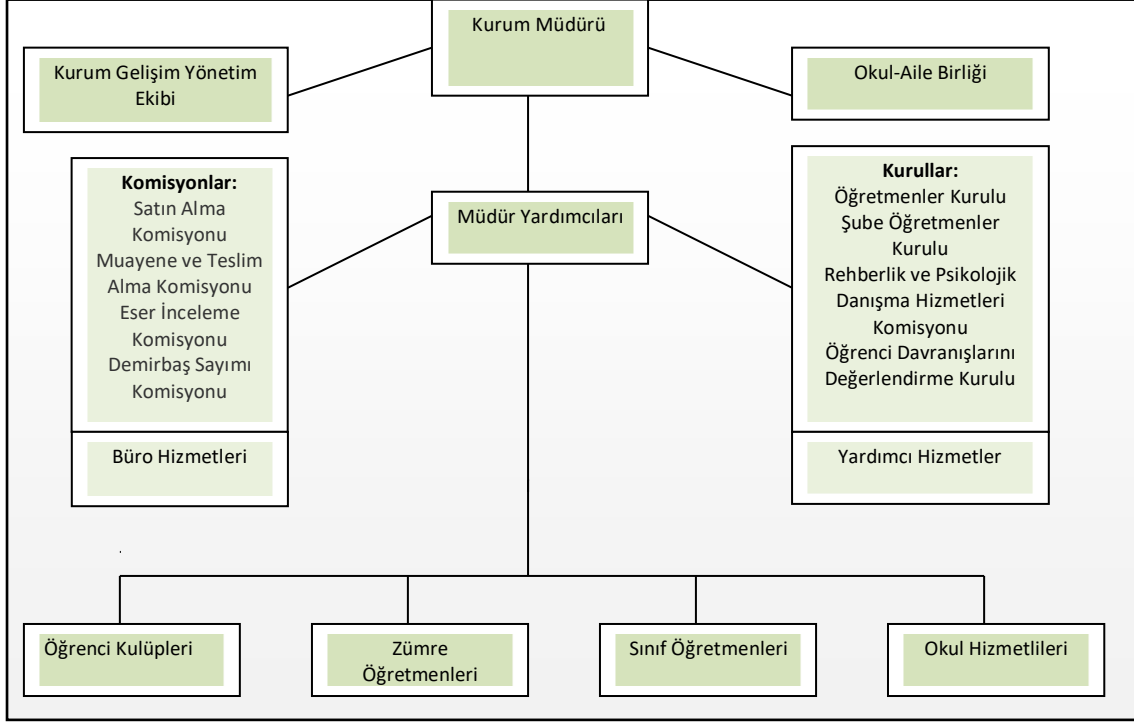 Kurum Müdürü
Kurum Gelişim Yönetim
Ekibi
Okul-Aile Birliği
Komisyonlar:
Satın Alma
Komisyonu
Muayene ve Teslim
Alma Komisyonu
Eser İnceleme
Komisyonu
Demirbaş Sayımı
Komisyonu
Müdür Yardımcıları
Kurullar:
Öğretmenler Kurulu
Şube Öğretmenler
Kurulu
Rehberlik ve Psikolojik
Danışma Hizmetleri
Komisyonu
Öğrenci Davranışlarını
Değerlendirme Kurulu
Büro Hizmetleri
Yardımcı Hizmetler
.
Öğrenci Kulüpleri
Zümre
Öğretmenleri
Sınıf Öğretmenleri
Okul Hizmetlileri